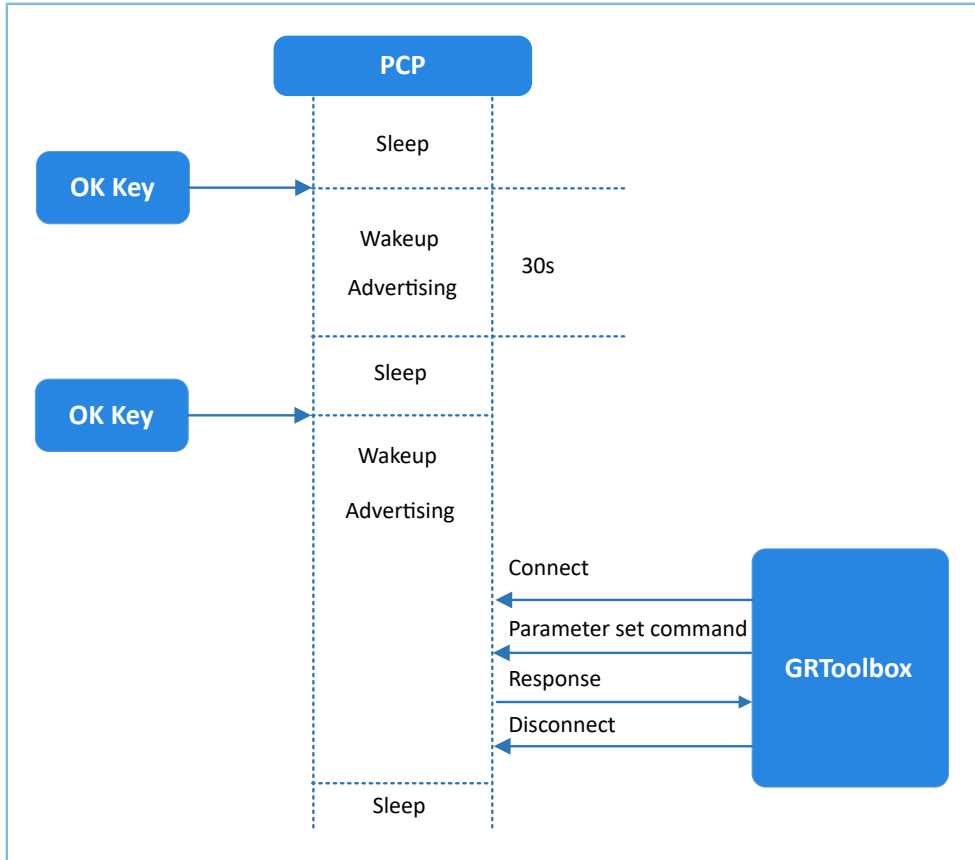 PCP
Sleep
OK Key
Wakeup
30s
Advertising
Sleep
OK Key
Wakeup
Advertising
Connect
Parameter set command
GRToolbox
Response
Disconnect
Sleep